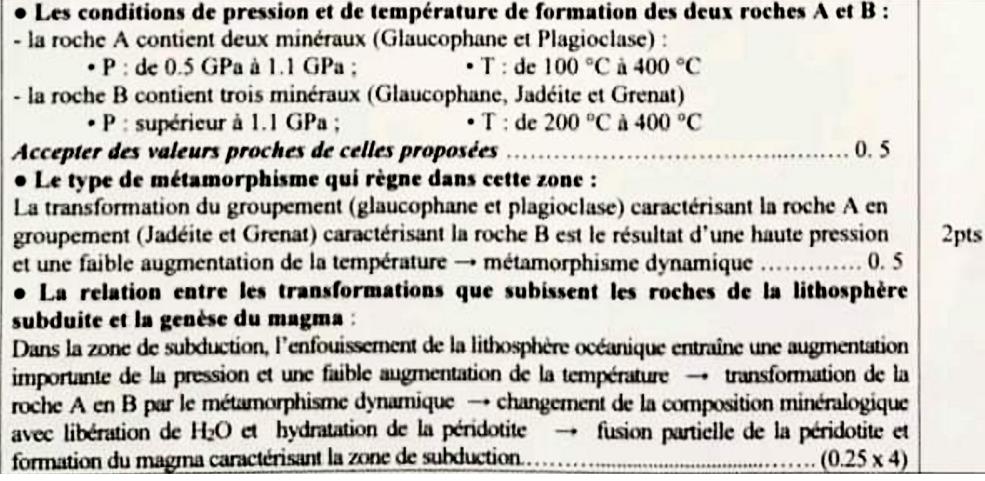 • Les conditions de pression et de température de formation des deux roches A et B :
- la roche A contient deux minéraux (Glaucophane et Plagioclase) :
• P : de 0.5 GPa à 1.1 GPa ; • T : de 100 °C à 400 °C
- la roche B contient trois minéraux (Glaucophane, Jadéite et Grenat)
• P : supérieur à 1.1 GPa ; • T : de 200 °C à 400 °C
Accepter des valeurs proches de celles proposées ........................................ 0. 5
• Le type de métamorphisme qui règne dans cette zone :
La transformation du groupement (glaucophane et plagioclase) caractérisant la roche A en
groupement (Jadéite et Grenat) caractérisant la roche B est le résultat d'une haute pression
et une faible augmentation de la température → métamorphisme dynamique ............. 0. 5
2pts
• La relation entre les transformations que subissent les roches de la lithosphère
subduite et la genèse du magma :
Dans la zone de subduction, l'enfouissement de la lithosphère océanique entraîne une augmentation
importante de la pression et une faible augmentation de la température → transformation de la
roche A en B par le métamorphisme dynamique → changement de la composition minéralogique
avec libération de H₂O et hydratation de la péridotite → fusion partielle de la péridotite et
formation du magma caractérisant la zone de subduction........................................ (0.25 x 4)